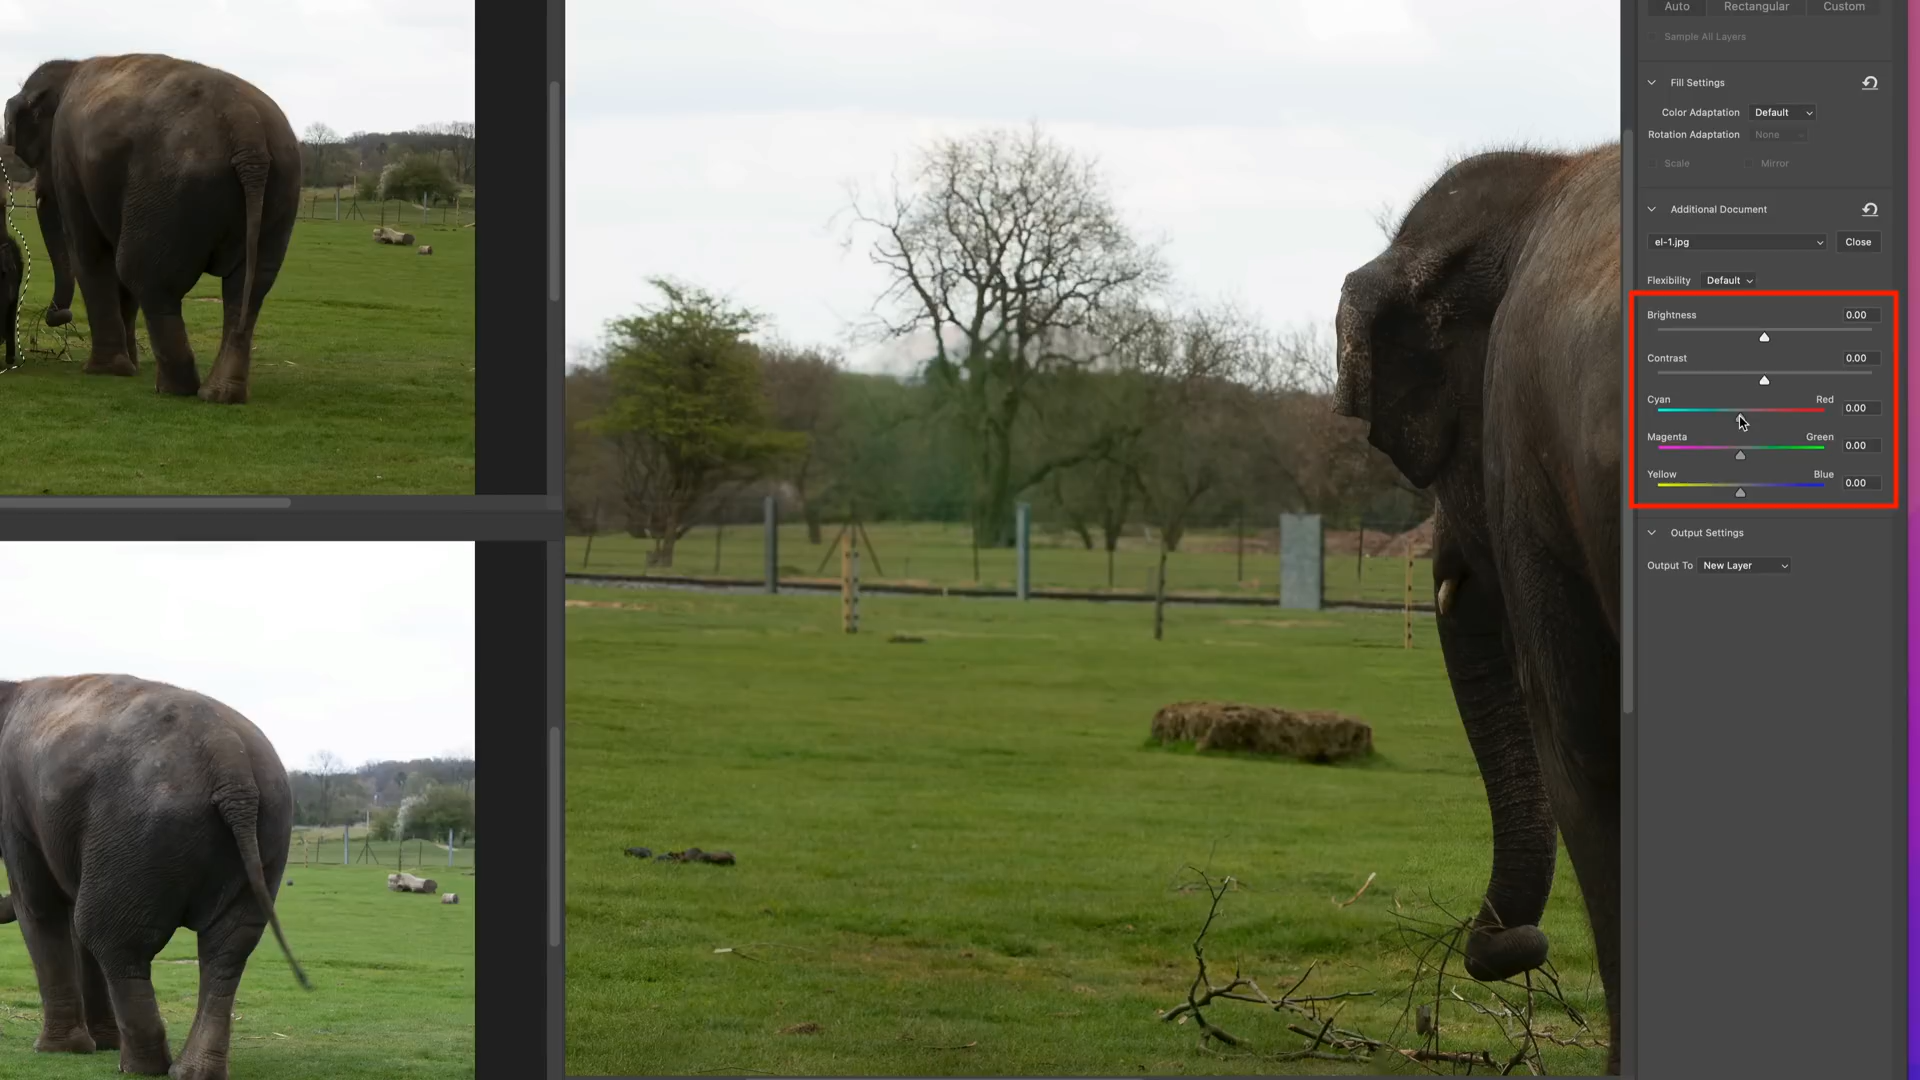 Auto Rectangular Custom
Sample All Layers
Fill Settings
Color Adaptation Default
Rotation Adaptation None
Scale Mirror
Additional Document
el-1.jpg Close
Flexibility Default
Brightness 0.00
Contrast 0.00
Cyan Red 0.00
Magenta Green 0.00
Yellow Blue 0.00
Output Settings
Output To New Layer